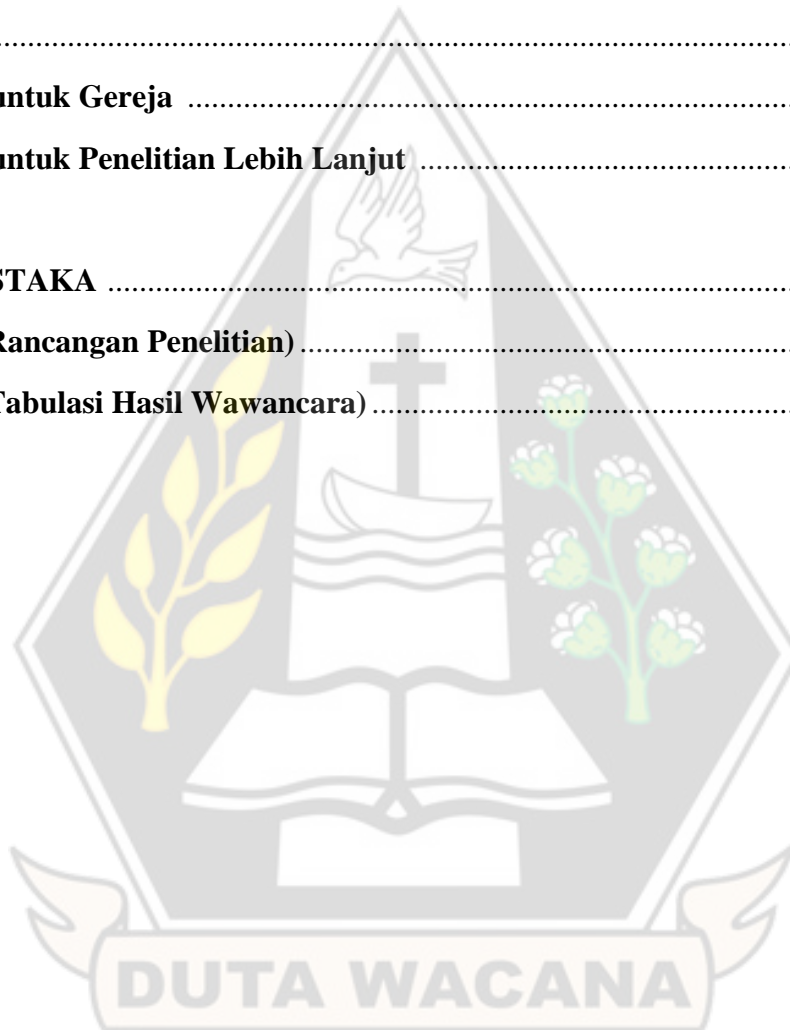 ................................................................................................
untuk Gereja ............................................................................
untuk Penelitian Lebih Lanjut ...............................................
STAKA .....................................................................................
Rancangan Penelitian) ..............................................................
Tabulasi Hasil Wawancara) .....................................................
DUTA WACANA